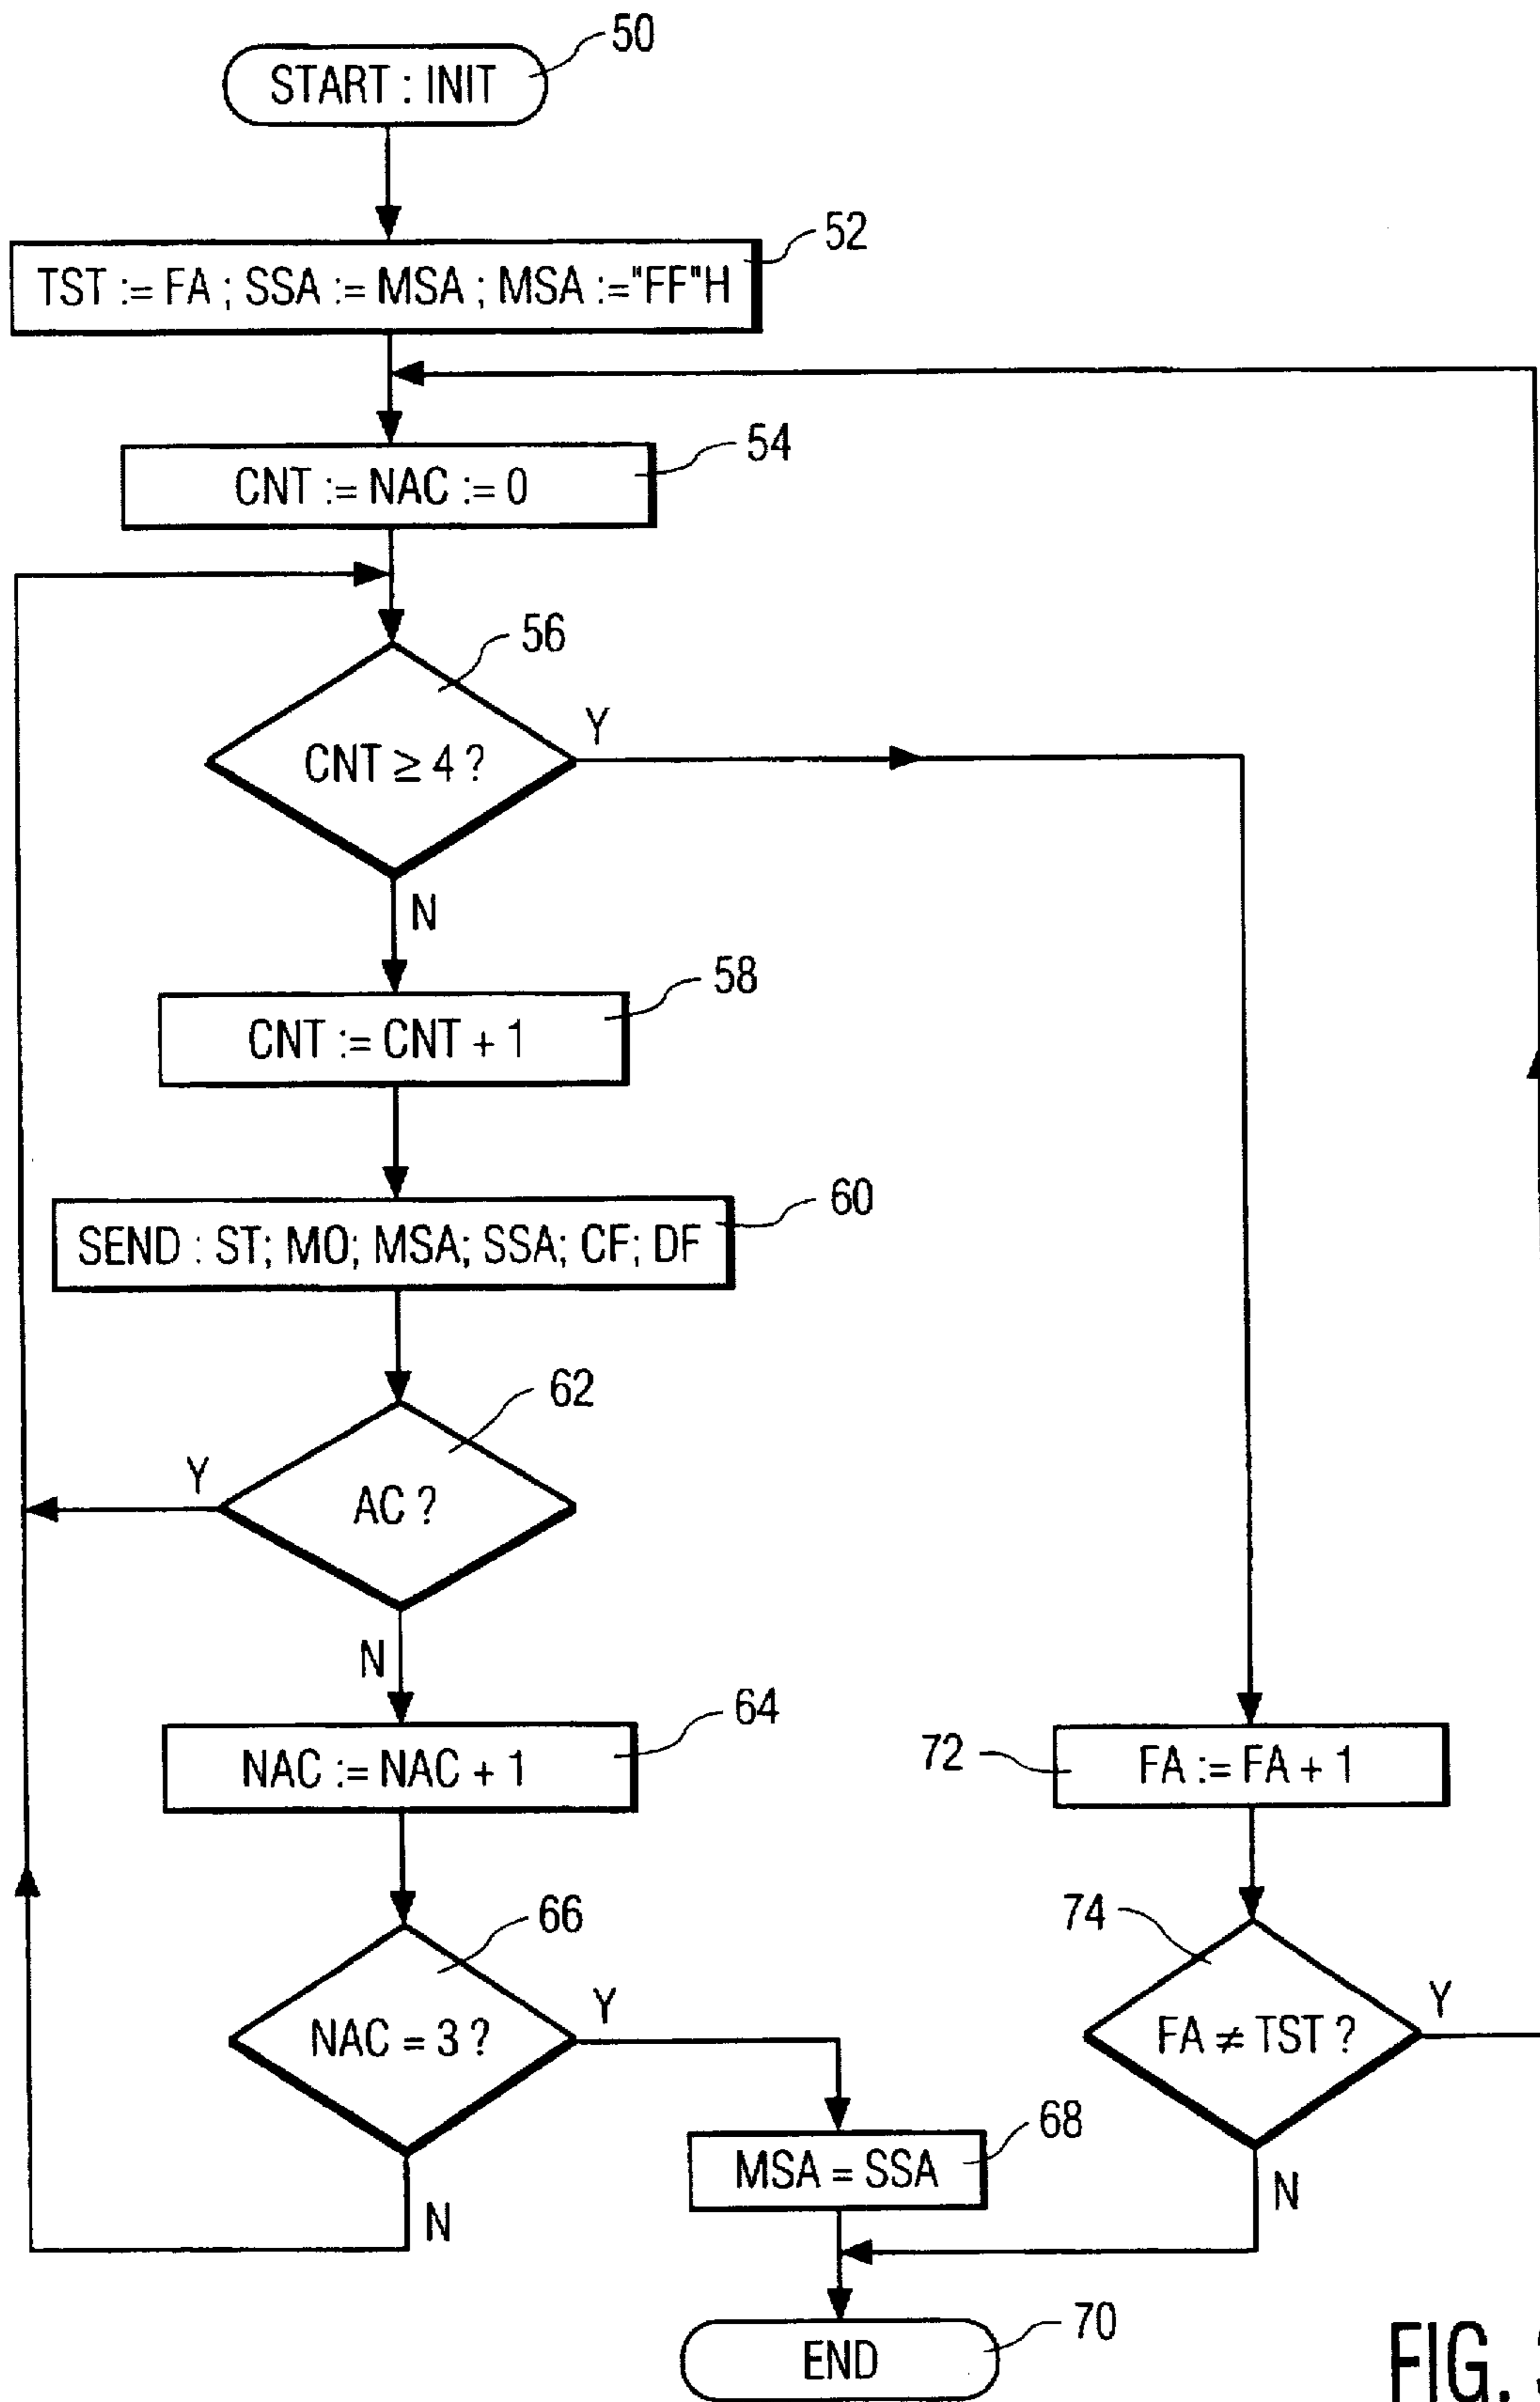 50
START : INIT
52
TST := FA ; SSA := MSA ; MSA :="FF"H
54
CNT := NAC := 0
56
CNT ≥ 4 ?
Y
N
58
CNT := CNT + 1
60
SEND : ST; MO; MSA; SSA; CF; DF
62
AC ?
Y
N
64
NAC := NAC + 1
72
FA := FA + 1
66
NAC = 3 ?
Y
N
74
FA ≠ TST ?
Y
N
68
MSA = SSA
70
END
FIG.